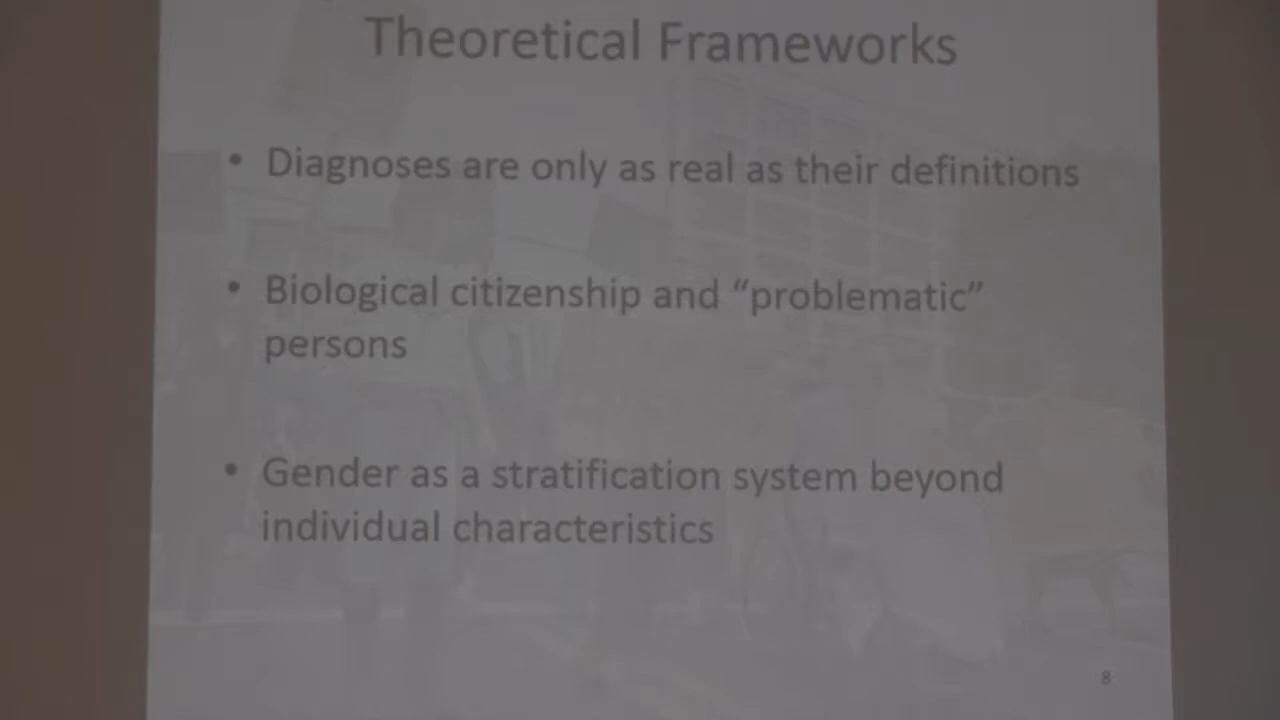 Theoretical Frameworks
• Diagnoses are only as real as their definitions
• Biological citizenship and “problematic”
persons
• Gender as a stratification system beyond
individual characteristics
8